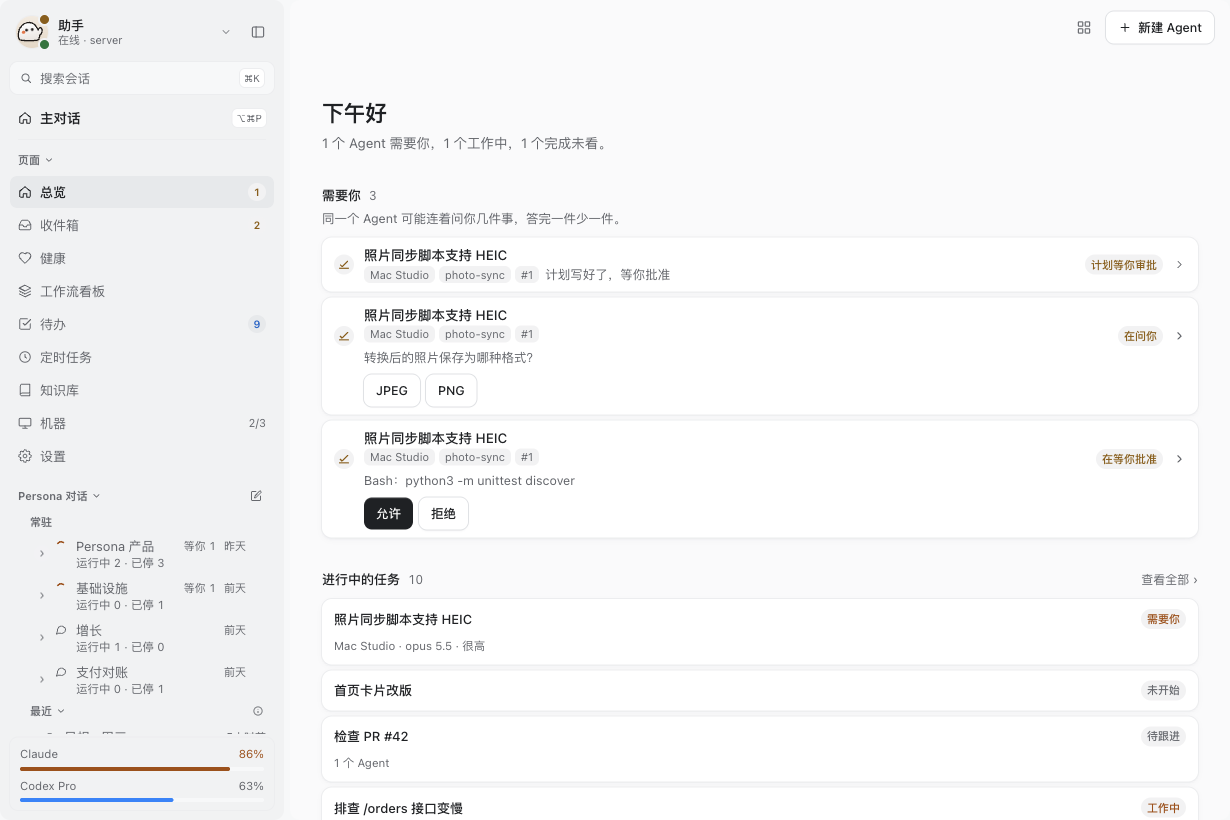 助手
在线 · server
搜索会话 ⌘K
主对话 ⌥⌘P
页面
总览 1
收件箱 2
健康
工作流看板
待办 9
定时任务
知识库
机器 2/3
设置
Persona 对话
常驻
Persona 产品 等你 1 昨天
运行中 2 · 已停 3
基础设施 等你 1 前天
运行中 0 · 已停 1
增长 前天
运行中 1 · 已停 0
支付对账 前天
运行中 0 · 已停 1
最近
Claude 86%
Codex Pro 63%
+ 新建 Agent
下午好
1 个 Agent 需要你，1 个工作中，1 个完成未看。
需要你 3
同一个 Agent 可能连着问你几件事，答完一件少一件。
照片同步脚本支持 HEIC
Mac Studio photo-sync #1 计划写好了，等你批准
计划等你审批
照片同步脚本支持 HEIC
Mac Studio photo-sync #1
在问你
转换后的照片保存为哪种格式?
JPEG PNG
照片同步脚本支持 HEIC
Mac Studio photo-sync #1
在等你批准
Bash：python3 -m unittest discover
允许 拒绝
进行中的任务 10 查看全部 ›
照片同步脚本支持 HEIC 需要你
Mac Studio · opus 5.5 · 很高
首页卡片改版 未开始
检查 PR #42 待跟进
1 个 Agent
排查 /orders 接口变慢 工作中